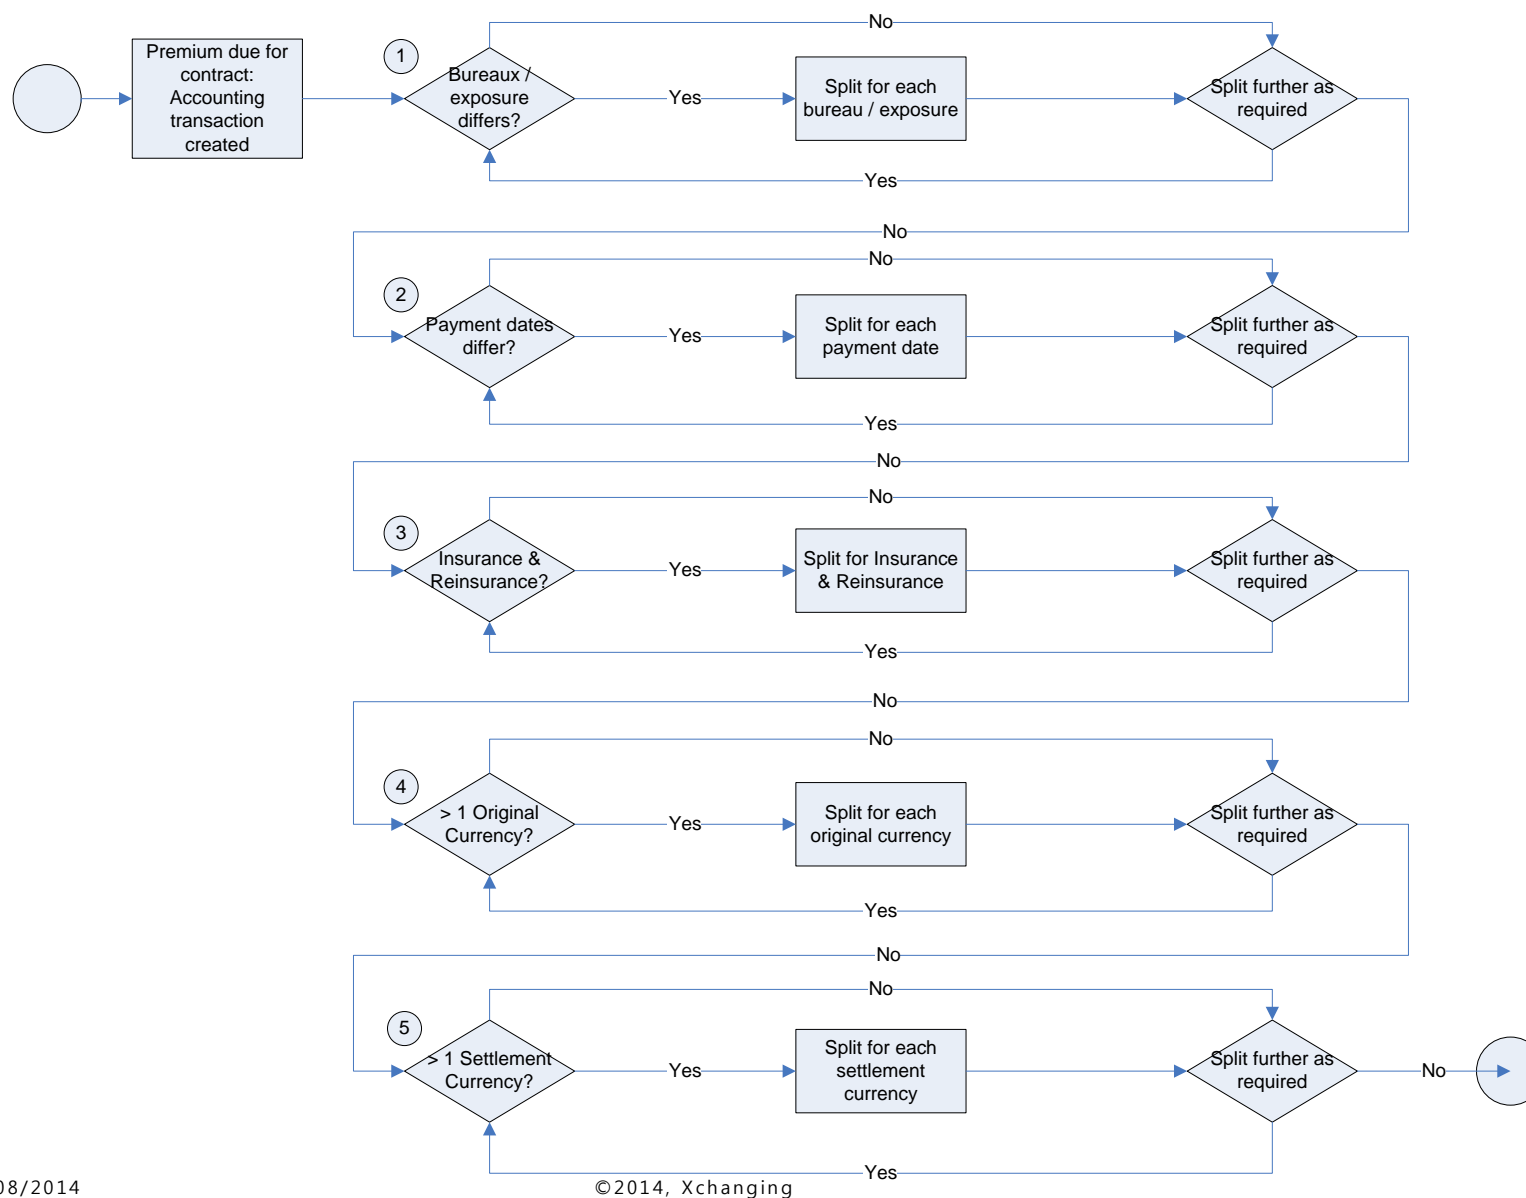 No
Premium due for
contract:
Accounting
transaction
created
1
Bureaux /
exposure
differs?
Yes
Split for each
bureau / exposure
Split further as
required
Yes
No
No
2
Payment dates
differ?
Yes
Split for each
payment date
Split further as
required
Yes
No
No
3
Insurance &
Reinsurance?
Yes
Split for Insurance
& Reinsurance
Split further as
required
Yes
No
No
4
> 1 Original
Currency?
Yes
Split for each
original currency
Split further as
required
Yes
No
No
5
> 1 Settlement
Currency?
Yes
Split for each
settlement
currency
Split further as
required
No
Yes
08/2014
©2014, Xchanging